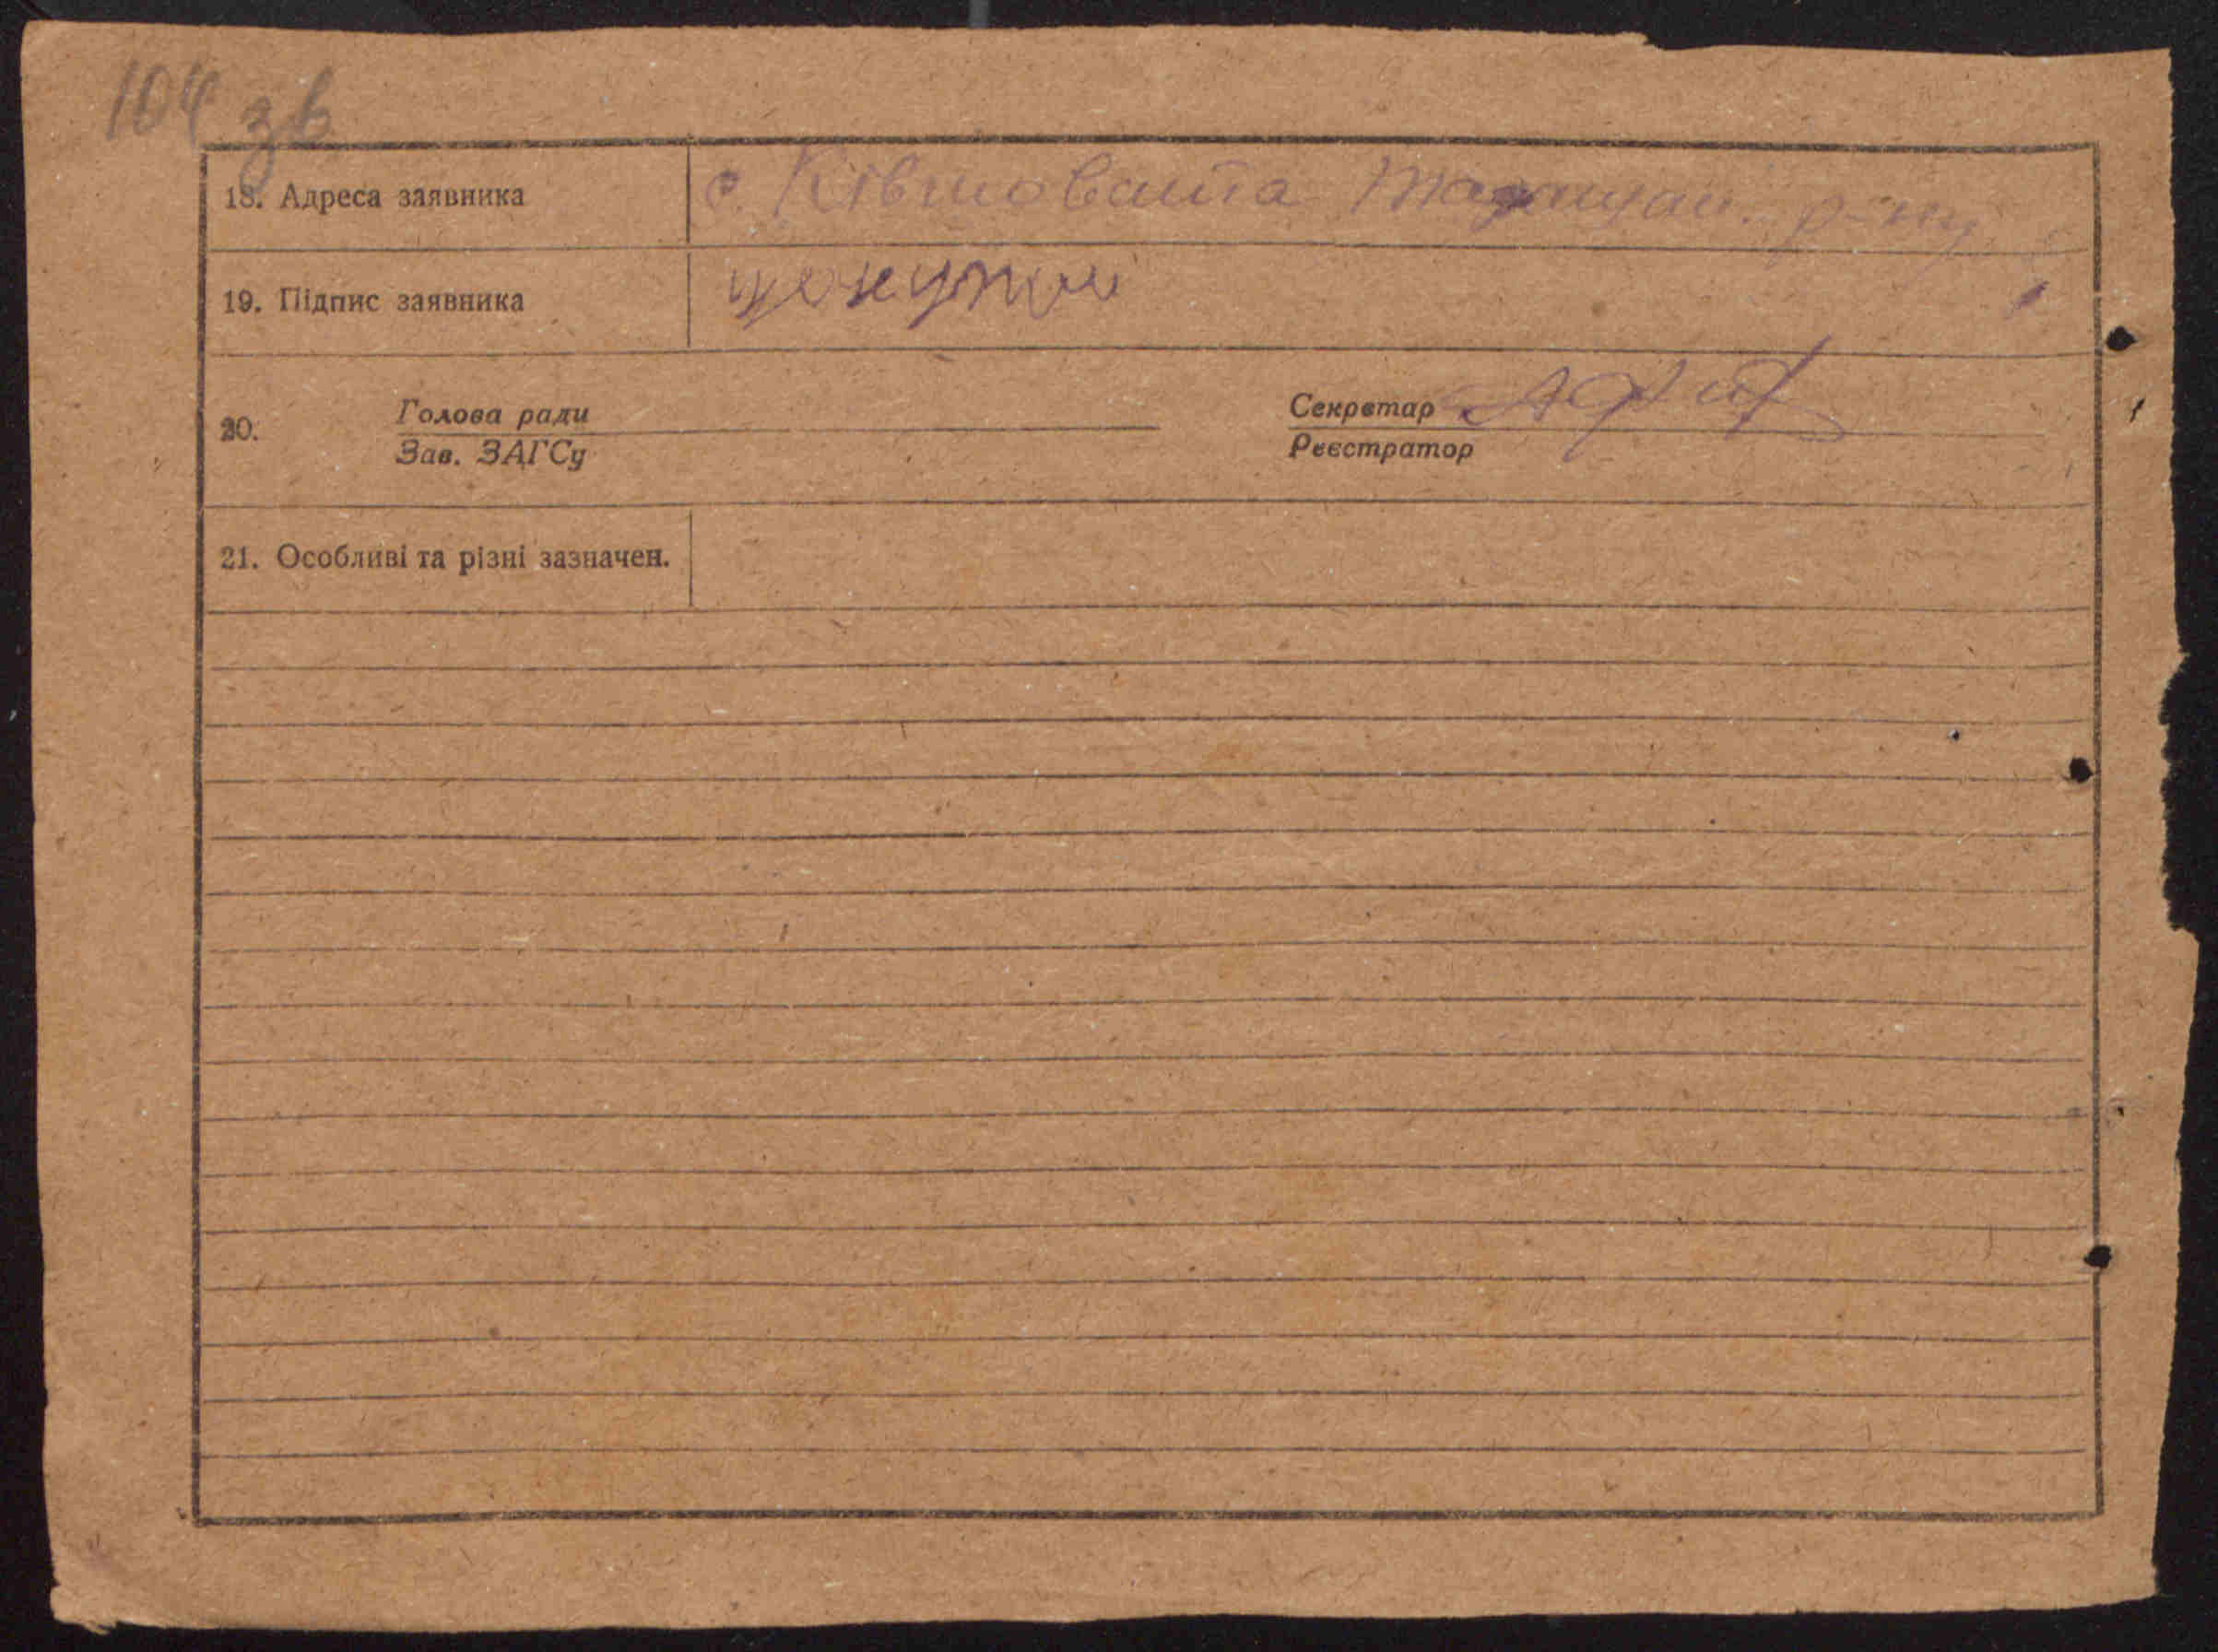 104 зв
18. Адреса заявника с. Ківшовата Таращан. р-ну
19. Підпис заявника
20. Голова ради Секретар
Зав. ЗАГСу Реєстратор
21. Особливі та різні зазначен.